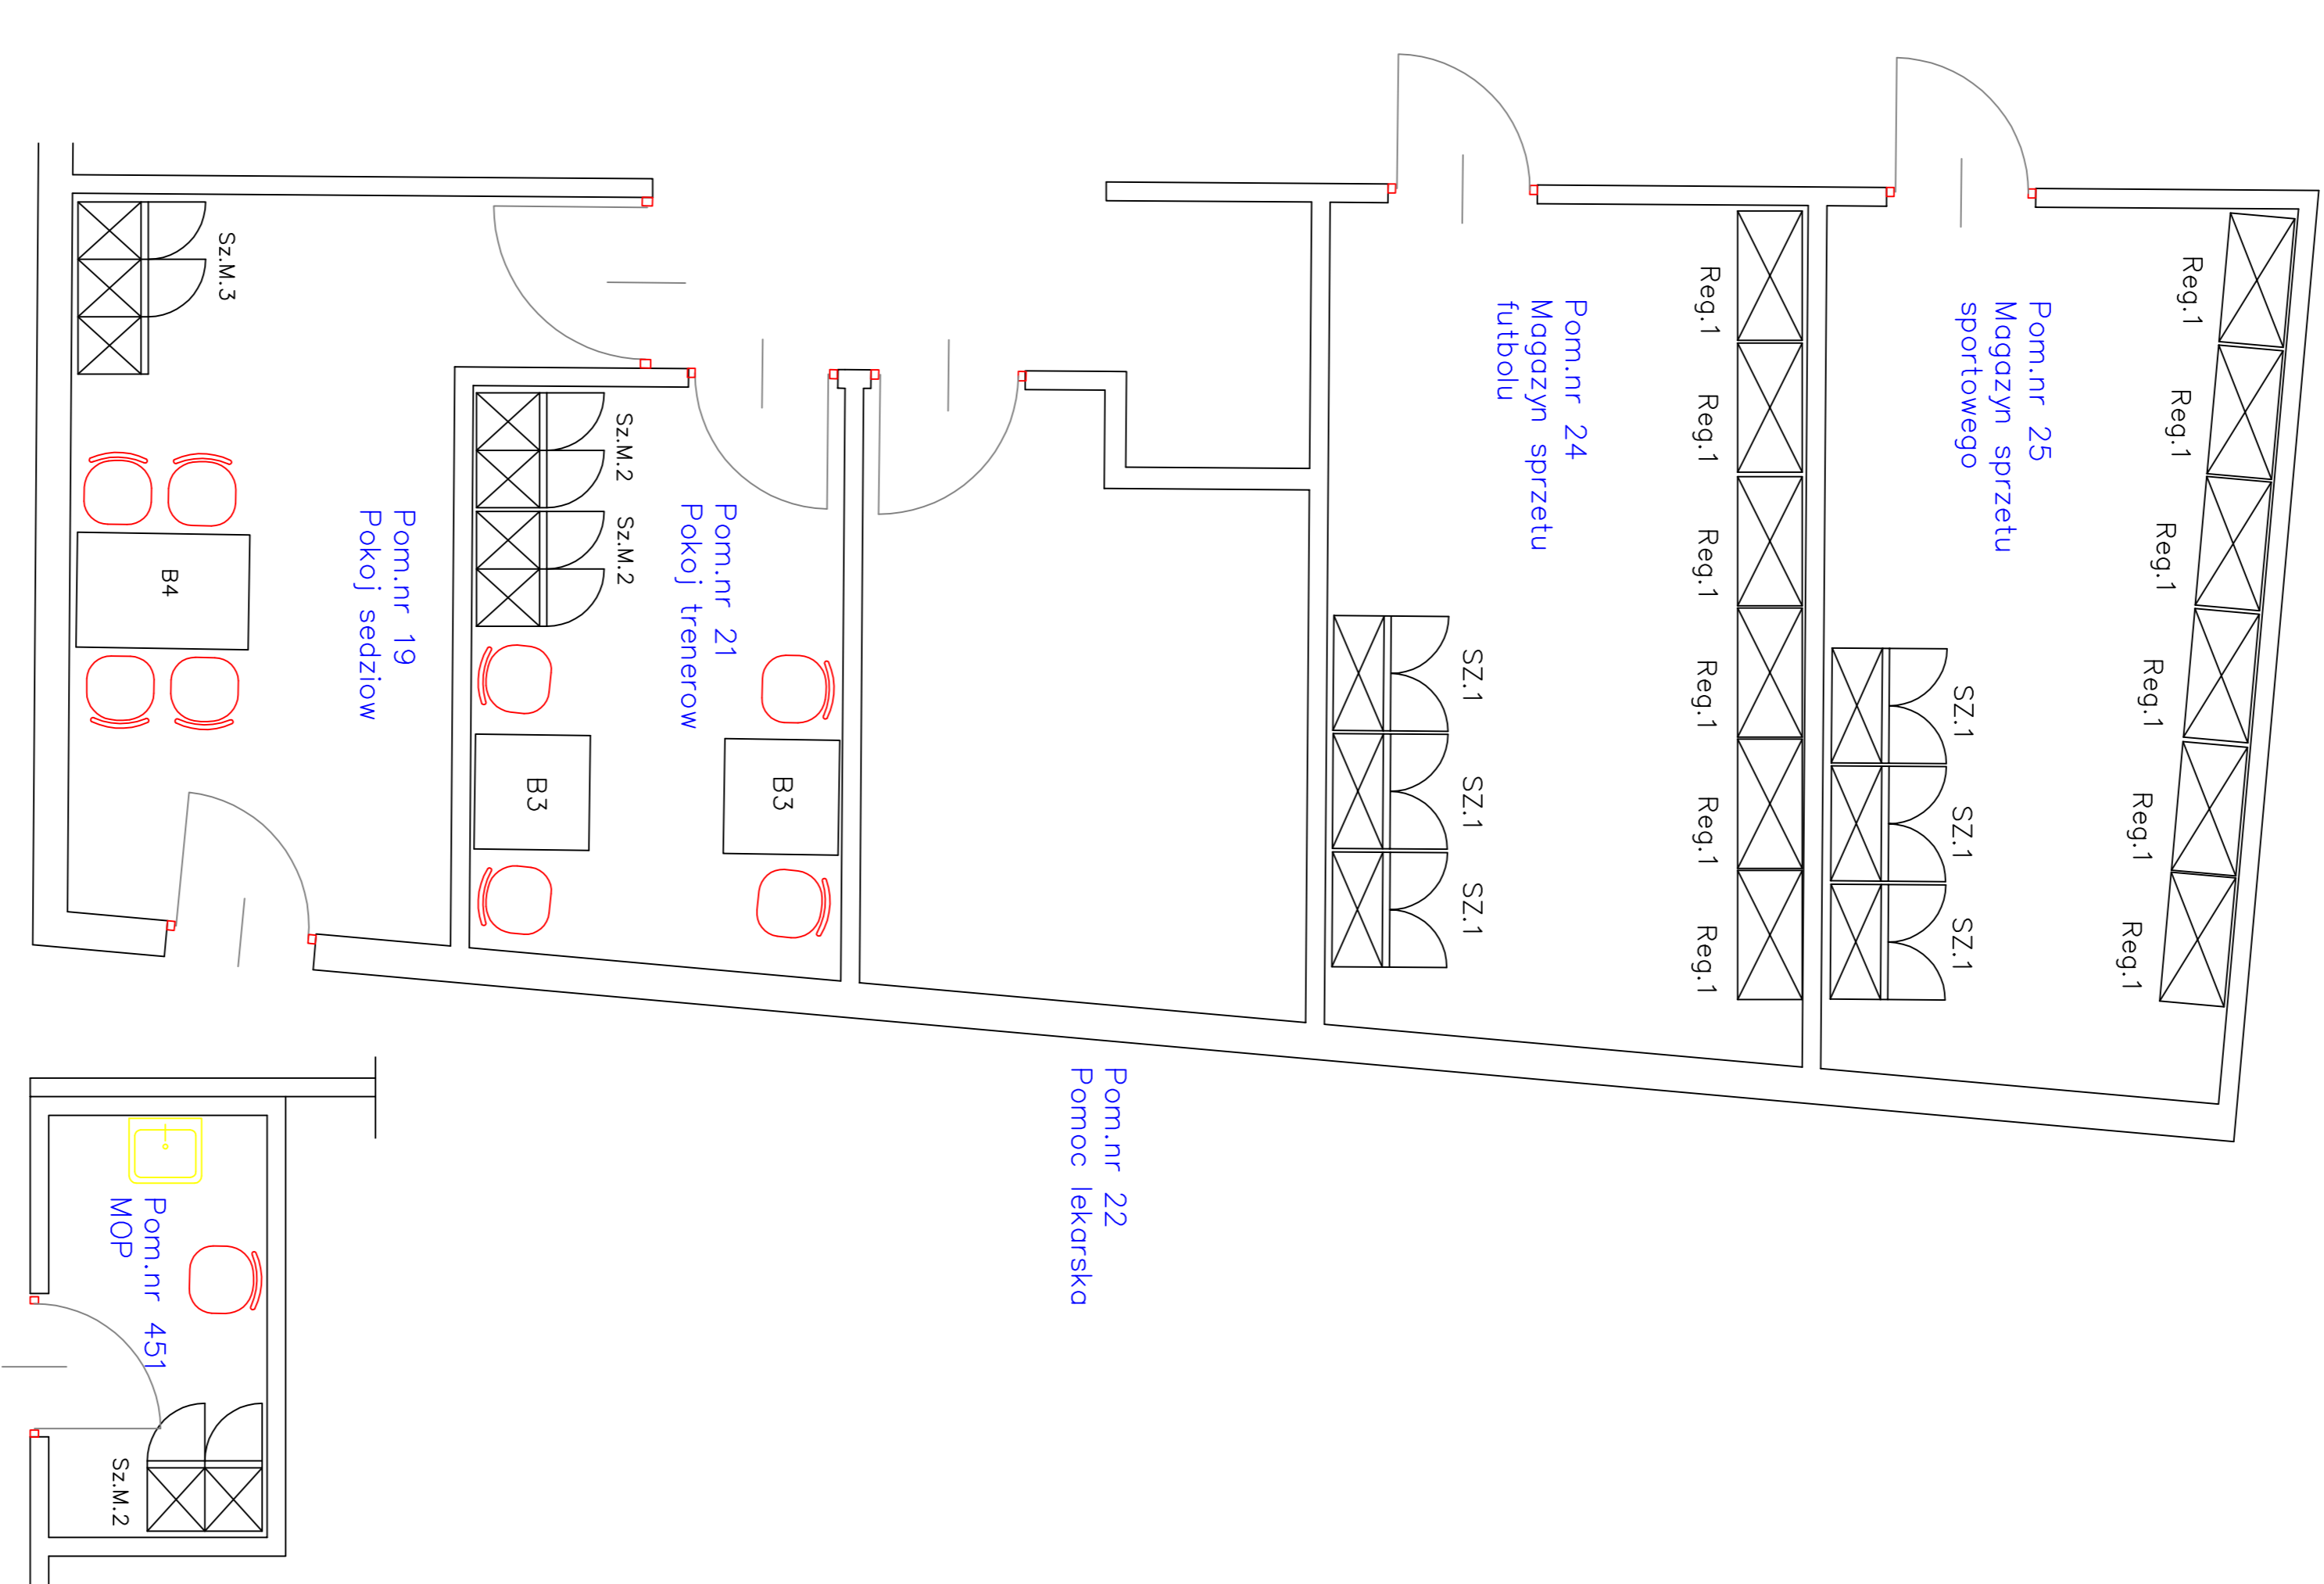 Pom.nr 25
Magazyn sprzetu
sportowego
Reg.1
Reg.1
Reg.1
Reg.1
Reg.1
Reg.1
SZ.1
SZ.1
SZ.1
Pom.nr 24
Magazyn sprzetu
futbolu
Reg.1
Reg.1
Reg.1
Reg.1
Reg.1
Reg.1
SZ.1
SZ.1
SZ.1
Pom.nr 22
Pomoc lekarska
Pom.nr 21
Pokoj trenerow
Sz.M.2
Sz.M.2
B3
B3
Pom.nr 19
Pokoj sedziow
Sz.M.3
B4
Pom.nr 451
MOP
Sz.M.2